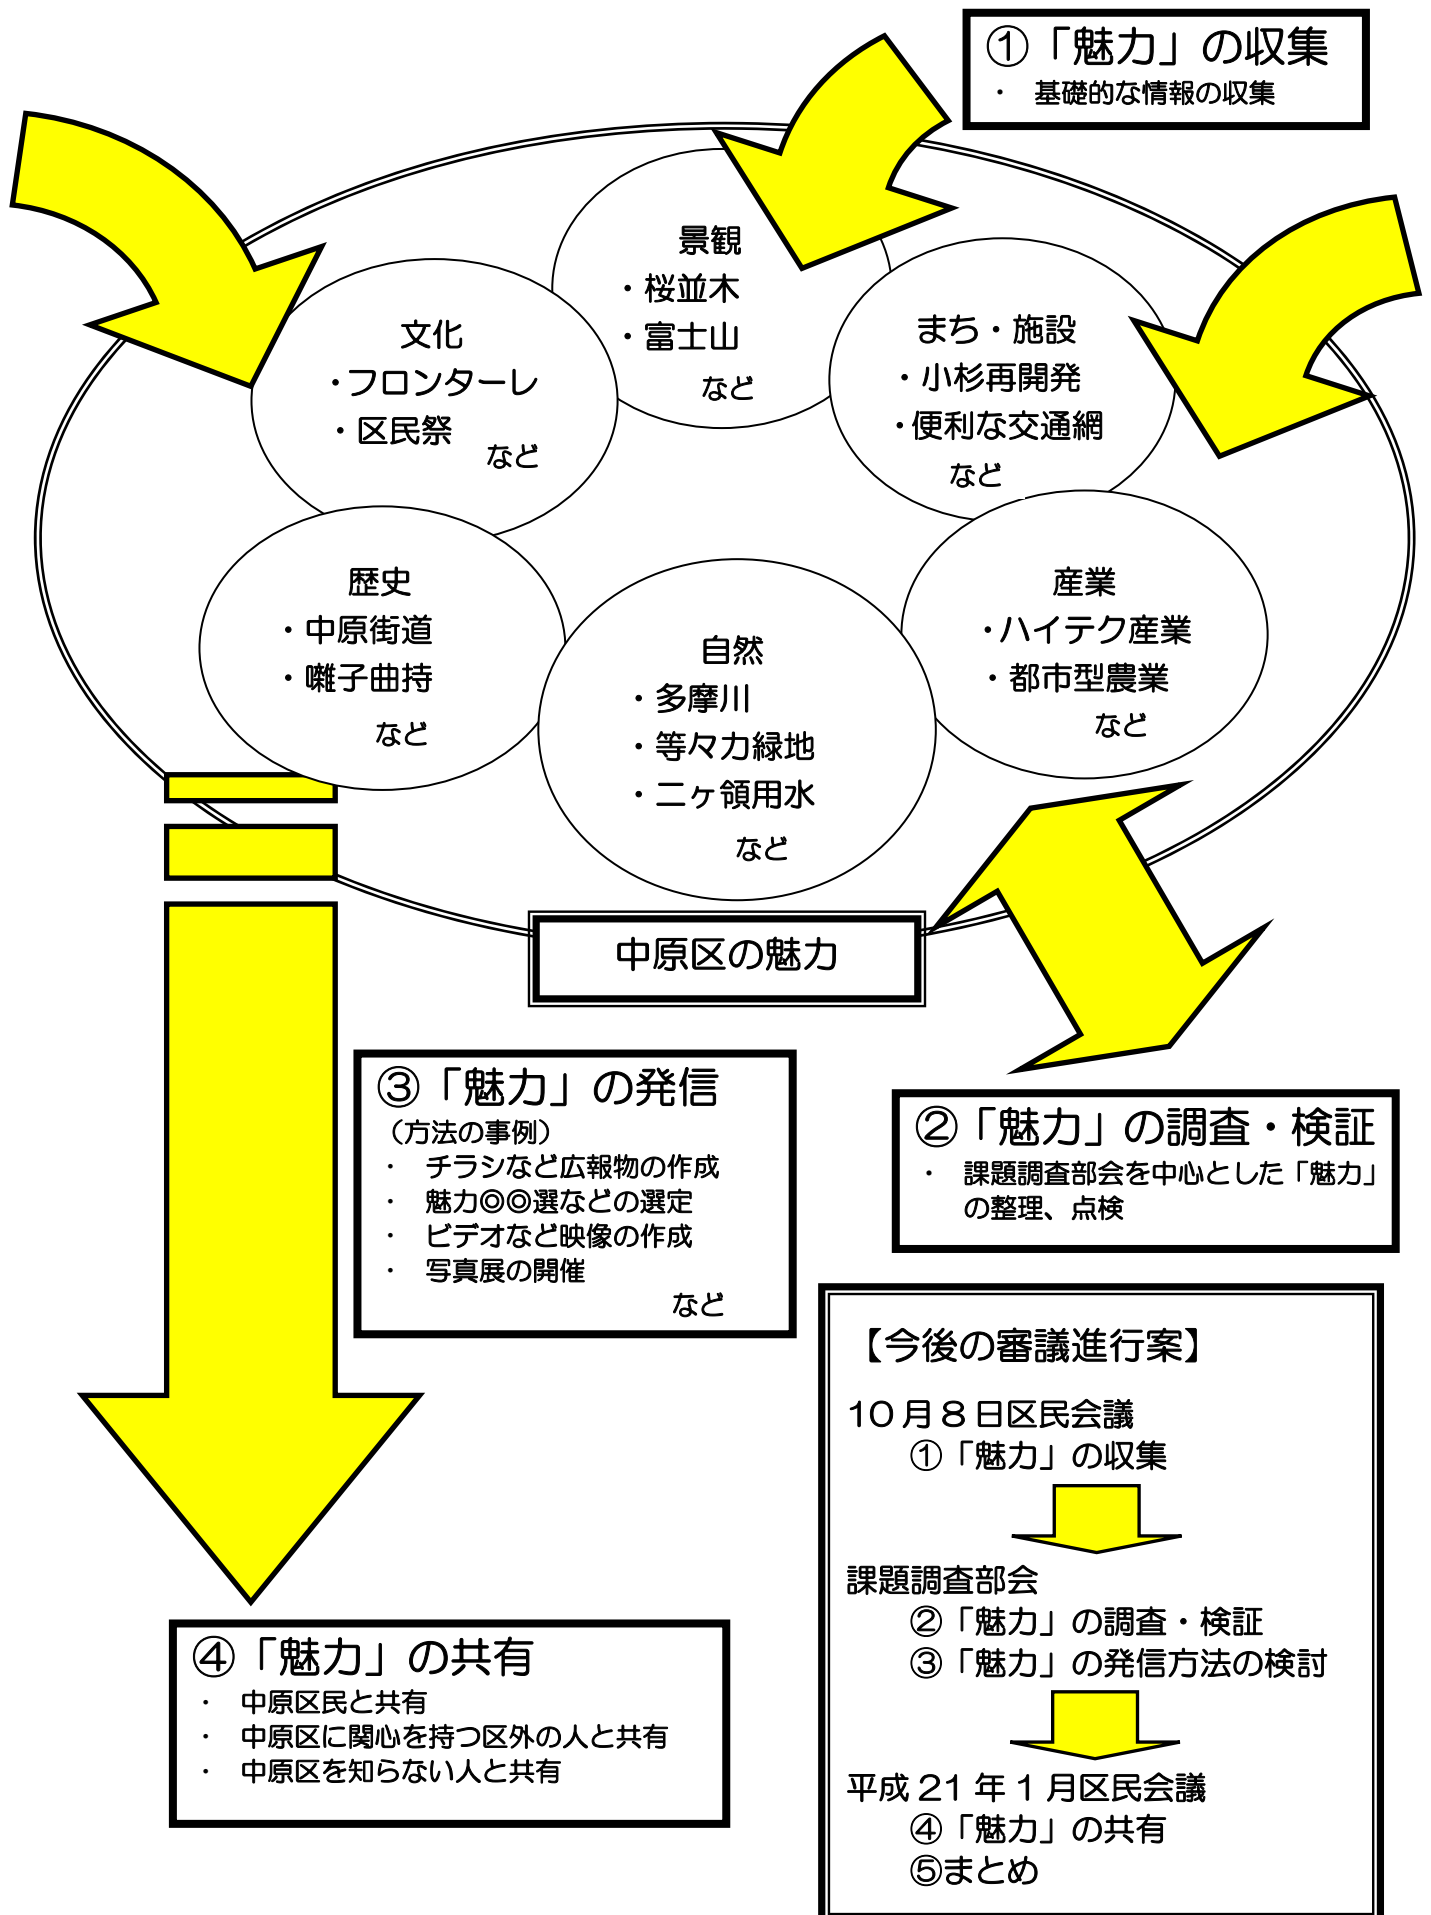 ①「魅力」の収集
・ 基礎的な情報の収集
景観
・桜並木
・富士山
など
文化
・フロンターレ
・区民祭
など
まち・施設
・小杉再開発
・便利な交通網
など
歴史
・中原街道
・囃子曲持
など
自然
・多摩川
・等々力緑地
・二ヶ領用水
など
産業
・ハイテク産業
・都市型農業
など
中原区の魅力
③「魅力」の発信
（方法の事例）
・ チラシなど広報物の作成
・ 魅力◎◎選などの選定
・ ビデオなど映像の作成
・ 写真展の開催
など
②「魅力」の調査・検証
・ 課題調査部会を中心とした「魅力」
の整理、点検
④「魅力」の共有
・ 中原区民と共有
・ 中原区に関心を持つ区外の人と共有
・ 中原区を知らない人と共有
【今後の審議進行案】
10月8日区民会議
①「魅力」の収集
課題調査部会
②「魅力」の調査・検証
③「魅力」の発信方法の検討
平成21年1月区民会議
④「魅力」の共有
⑤まとめ